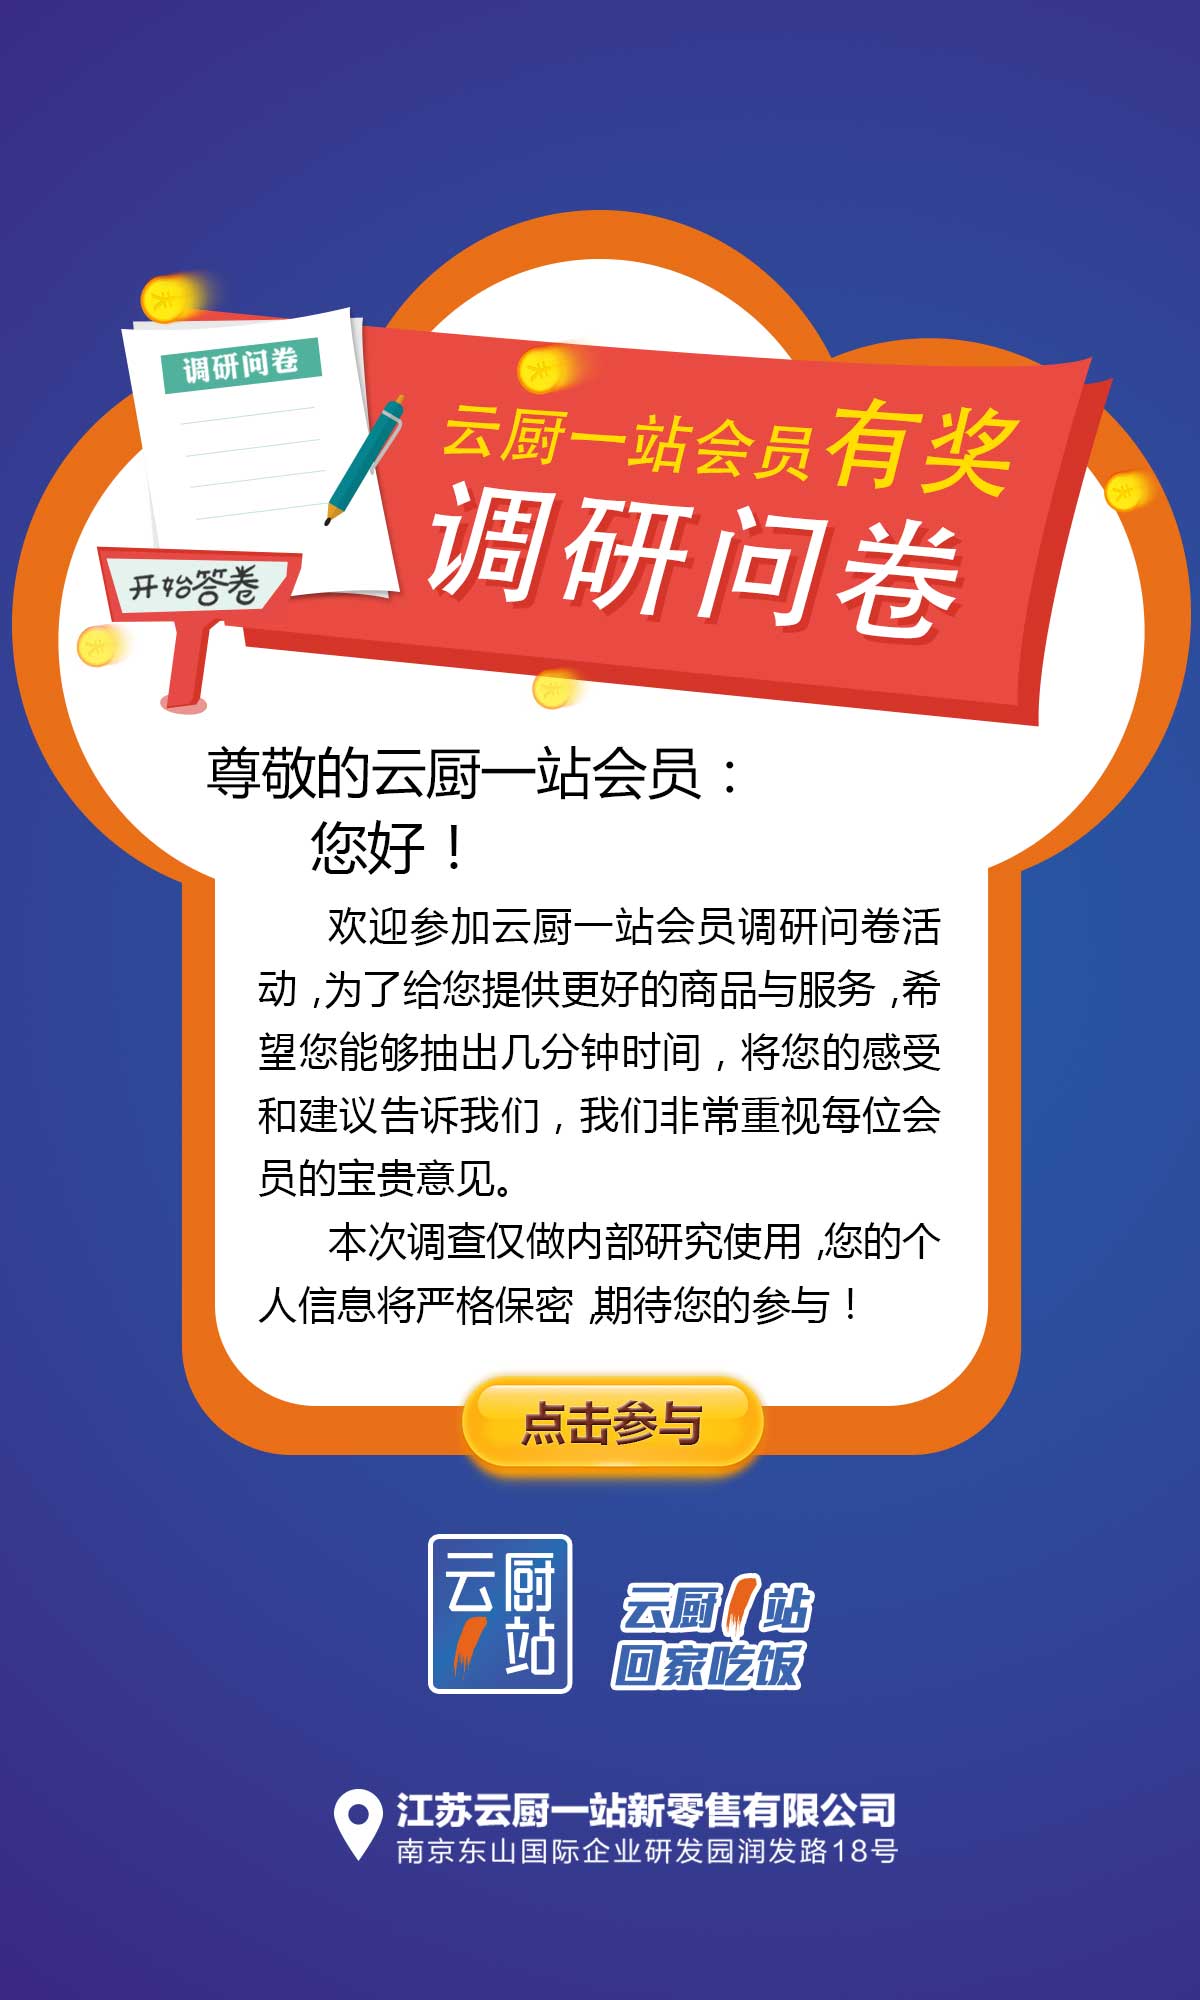 调研问卷
云厨一站会员有奖
调研问卷
开始答卷
尊敬的云厨一站会员：
您好！
欢迎参加云厨一站会员调研问卷活
动，为了给您提供更好的商品与服务，希
望您能够抽出几分钟时间，将您的感受
和建议告诉我们，我们非常重视每位会
员的宝贵意见。
本次调查仅做内部研究使用，您的个
人信息将严格保密，期待您的参与！
点击参与
云厨
1站
云厨1站
回家吃饭
江苏云厨一站新零售有限公司
南京东山国际企业研发园润发路18号